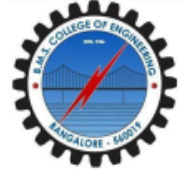 B.M.S. COLLEGE OF ENGINEERING
BANGALORE - 560019